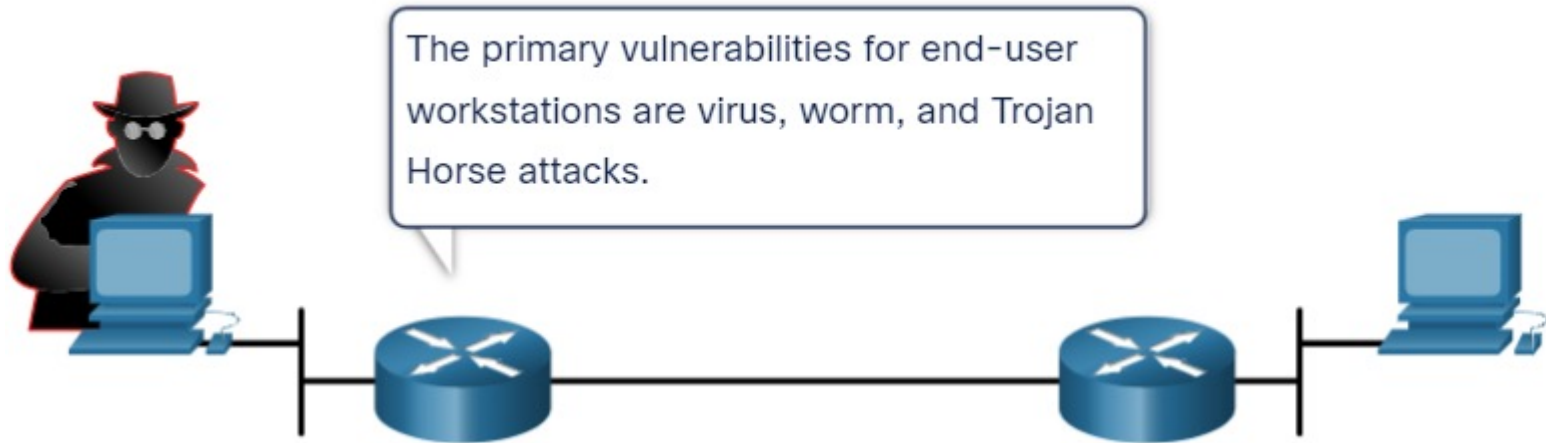 The primary vulnerabilities for end-user
workstations are virus, worm, and Trojan
Horse attacks.